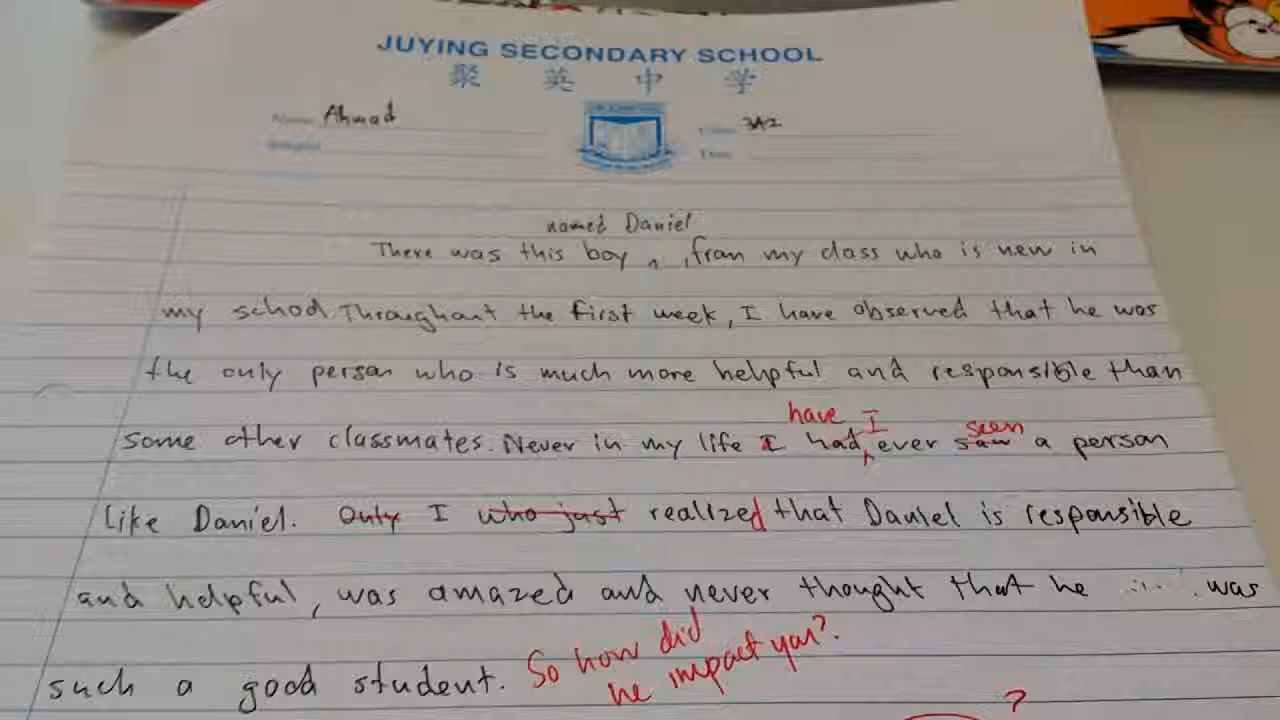 JUYING SECONDARY SCHOOL
聚英中学
Name: Ahmad
Class: 3A2
named Daniel
There was this boy ^, from my class who is new in
my school. Throughout the first week, I have observed that he was
the only person who is much more helpful and responsible than
have I seen
some other classmates. Never in my life I had ever saw a person
like Daniel. Only I who just realized that Daniel is responsible
and helpful, was amazed and never thought that he was
such a good student. So how did
he impact you?.
?